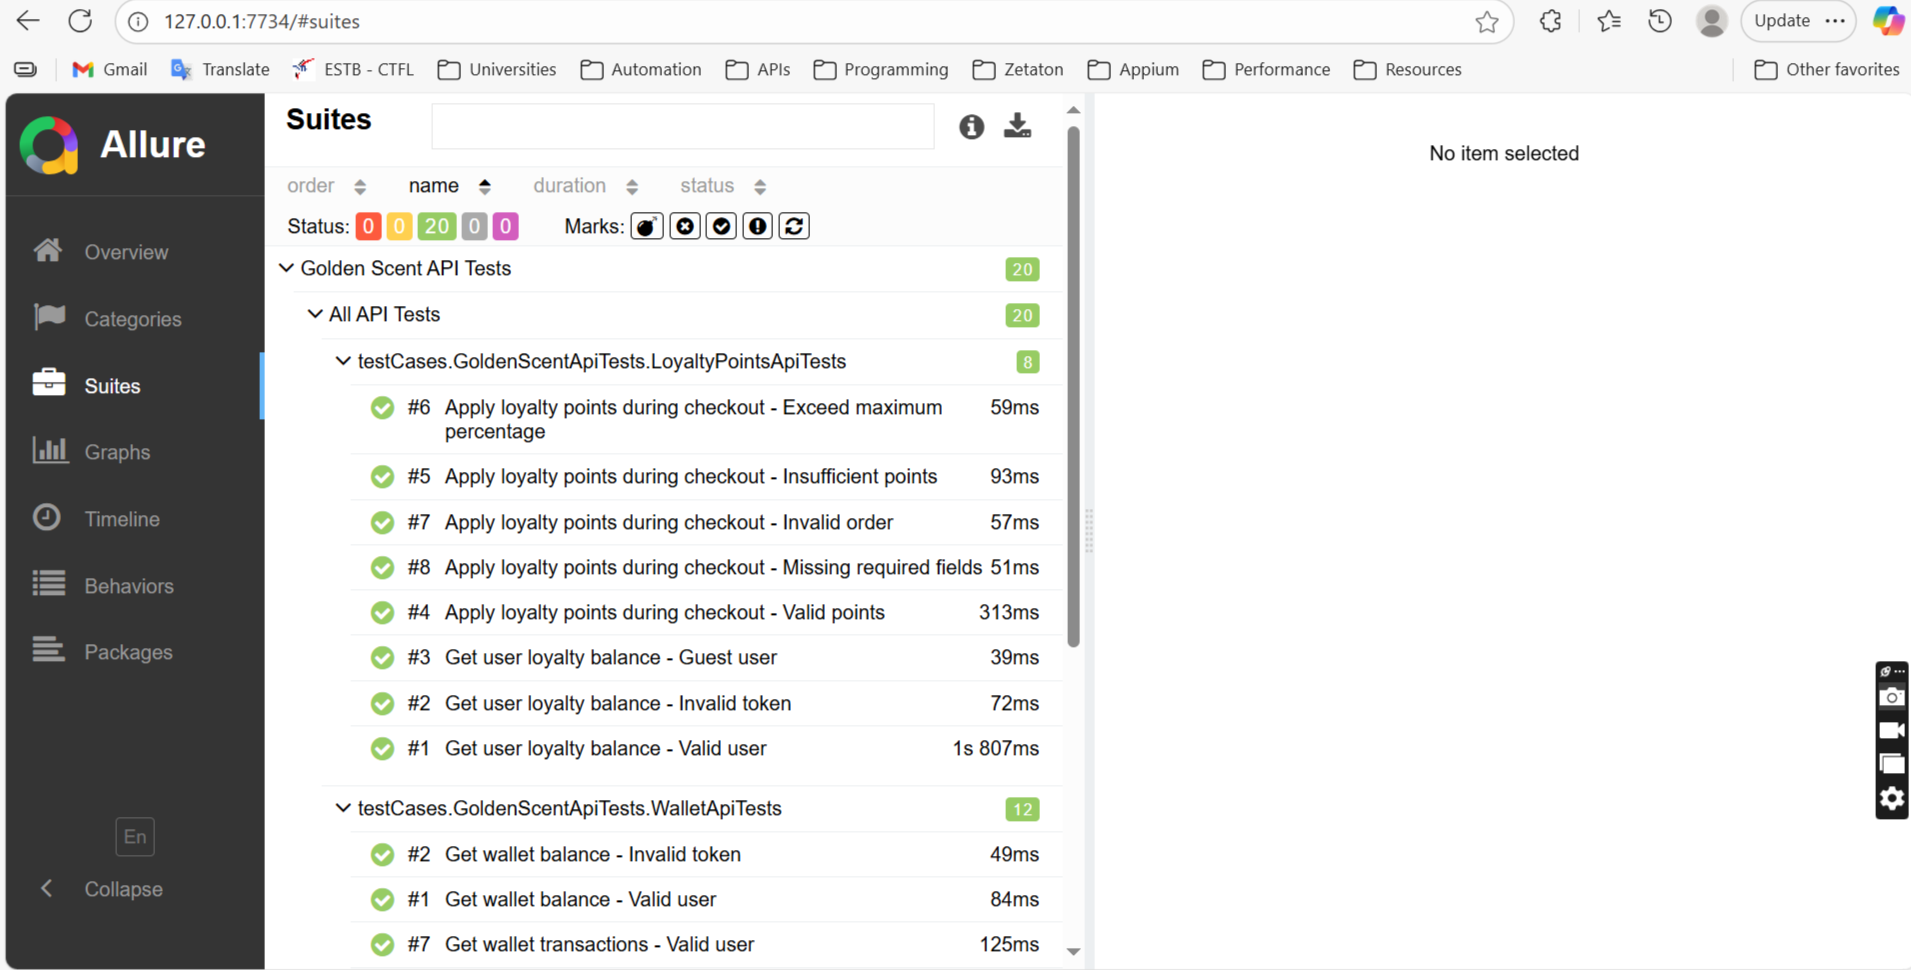 127.0.0.1:7734/#suites
Update
Gmail
Translate
ESTB - CTFL
Universities
Automation
APIs
Programming
Zetaton
Appium
Performance
Resources
Other favorites
Allure
Overview
Categories
Suites
Graphs
Timeline
Behaviors
Packages
En
Collapse
Suites
order name duration status
Status: 0 0 20 0 0 Marks:
Golden Scent API Tests 20
All API Tests 20
testCases.GoldenScentApiTests.LoyaltyPointsApiTests 8
#6 Apply loyalty points during checkout - Exceed maximum 59ms
percentage
#5 Apply loyalty points during checkout - Insufficient points 93ms
#7 Apply loyalty points during checkout - Invalid order 57ms
#8 Apply loyalty points during checkout - Missing required fields 51ms
#4 Apply loyalty points during checkout - Valid points 313ms
#3 Get user loyalty balance - Guest user 39ms
#2 Get user loyalty balance - Invalid token 72ms
#1 Get user loyalty balance - Valid user 1s 807ms
testCases.GoldenScentApiTests.WalletApiTests 12
#2 Get wallet balance - Invalid token 49ms
#1 Get wallet balance - Valid user 84ms
#7 Get wallet transactions - Valid user 125ms
No item selected